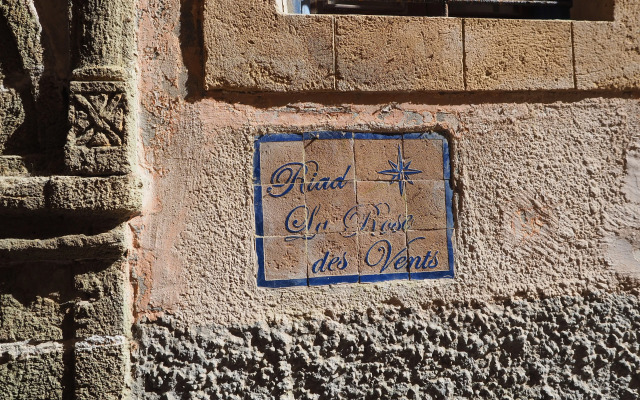 Riad
La Rose
des Vents